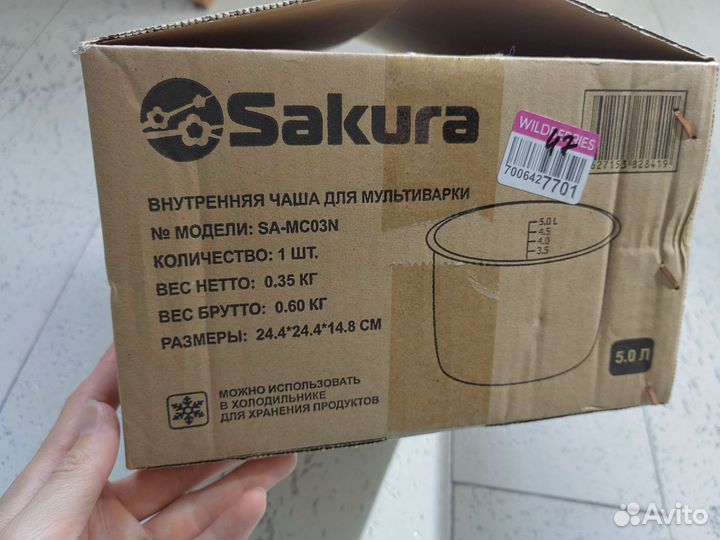 Sakura
WILDBERRIES
47
7006427701
627153828419
ВНУТРЕННЯЯ ЧАША ДЛЯ МУЛЬТИВАРКИ
№ МОДЕЛИ: SA-MC03N
КОЛИЧЕСТВО: 1 ШТ.
ВЕС НЕТТО: 0.35 КГ
ВЕС БРУТТО: 0.60 КГ
РАЗМЕРЫ: 24.4*24.4*14.8 СМ
5.0 L
4.5
4.0
3.5
5.0 Л
МОЖНО ИСПОЛЬЗОВАТЬ
В ХОЛОДИЛЬНИКЕ
ДЛЯ ХРАНЕНИЯ ПРОДУКТОВ
Avito